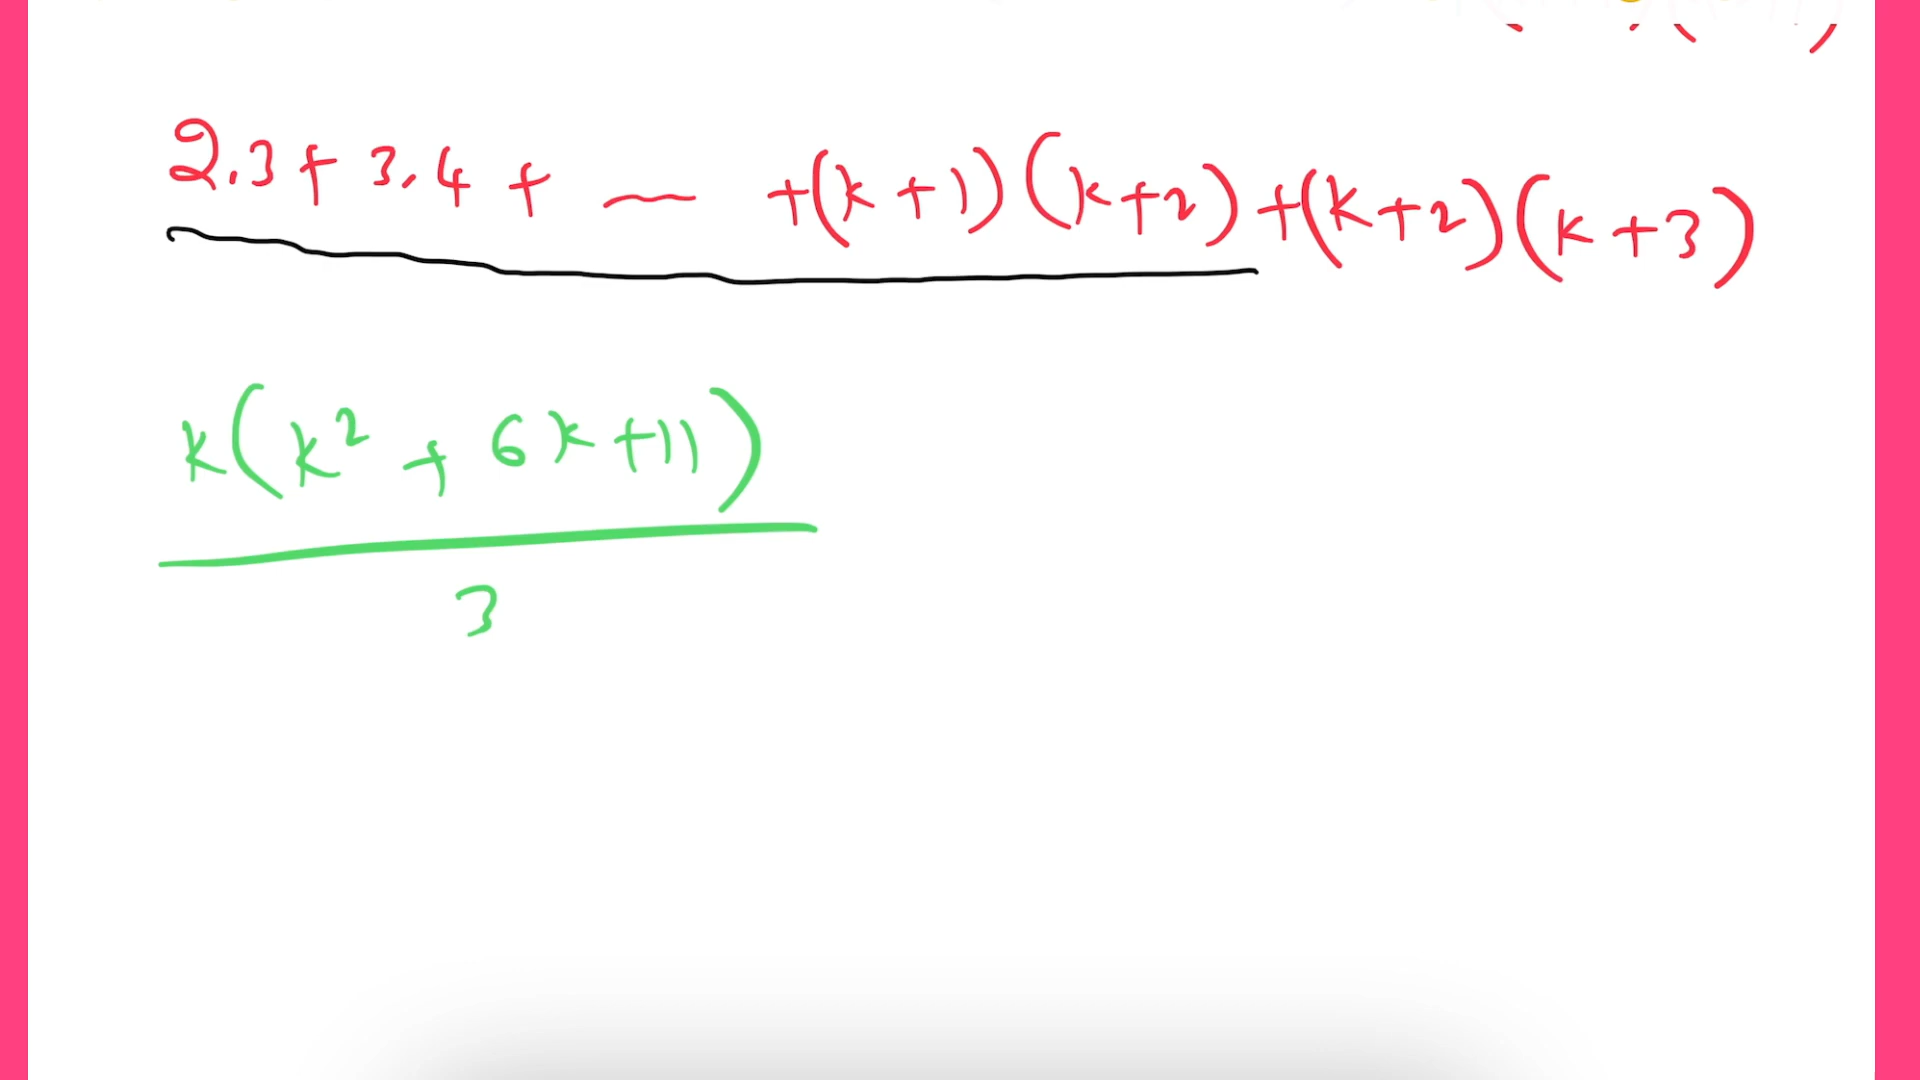 2.3 + 3.4 + ― +(k+1)(k+2)+(k+2)(k+3)
k(k² + 6k+11)
3